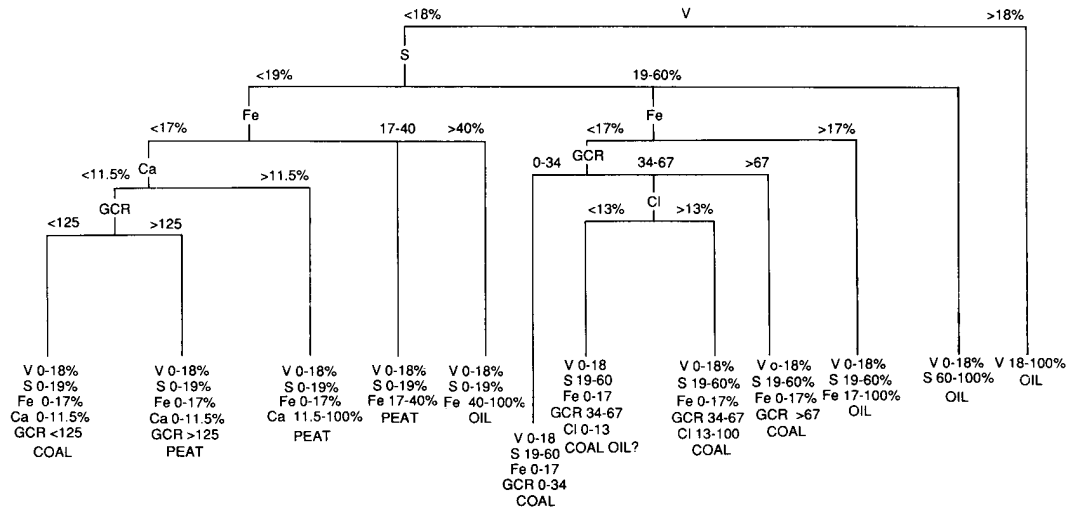 <18% V >18%
S
<19% 19-60%
Fe Fe
<17% 17-40 >40% <17% >17%
Ca 0-34 GCR 34-67 >67
<11.5% >11.5%
GCR Cl
<125 >125 <13% >13%
V 0-18%
S 0-19%
Fe 0-17%
Ca 0-11.5%
GCR <125
COAL
V 0-18%
S 0-19%
Fe 0-17%
Ca 0-11.5%
GCR >125
PEAT
V 0-18%
S 0-19%
Fe 0-17%
Ca 11.5-100%
PEAT
V 0-18%
S 0-19%
Fe 17-40%
PEAT
V 0-18%
S 0-19%
Fe 40-100%
OIL
V 0-18
S 19-60
Fe 0-17
GCR 0-34
COAL
V 0-18
S 19-60
Fe 0-17
GCR 34-67
Cl 0-13
COAL OIL?
V 0-18%
S 19-60%
Fe 0-17%
GCR 34-67
Cl 13-100
COAL
V 0-18%
S 19-60%
Fe 0-17%
GCR >67
COAL
V 0-18%
S 19-60%
Fe 17-100%
OIL
V 0-18%
S 60-100%
OIL
V 18-100%
OIL